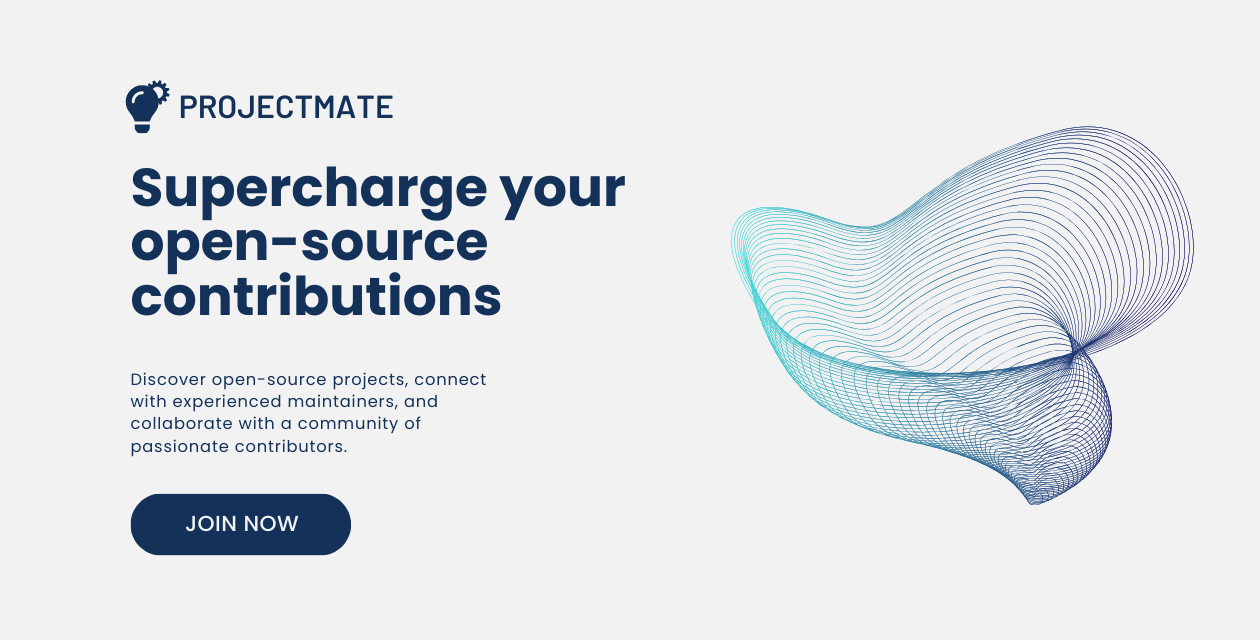 PROJECTMATE
Supercharge your
open-source
contributions
Discover open-source projects, connect
with experienced maintainers, and
collaborate with a community of
passionate contributors.
JOIN NOW